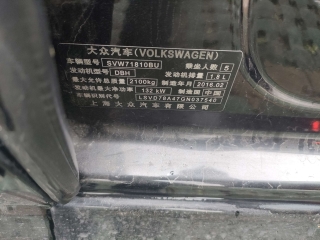 大众汽车(VOLKSWAGEN)
车辆型号 SVW71810BU 乘坐人数 5
发动机型号 DBH 发动机排量 1.8 L
最大允许总质量 2100kg 制造年月 2016.02
发动机最大净功率 132 kW 制造国 中国
车辆识别代号 LSVD76A47GN037540
上海大众汽车有限公司